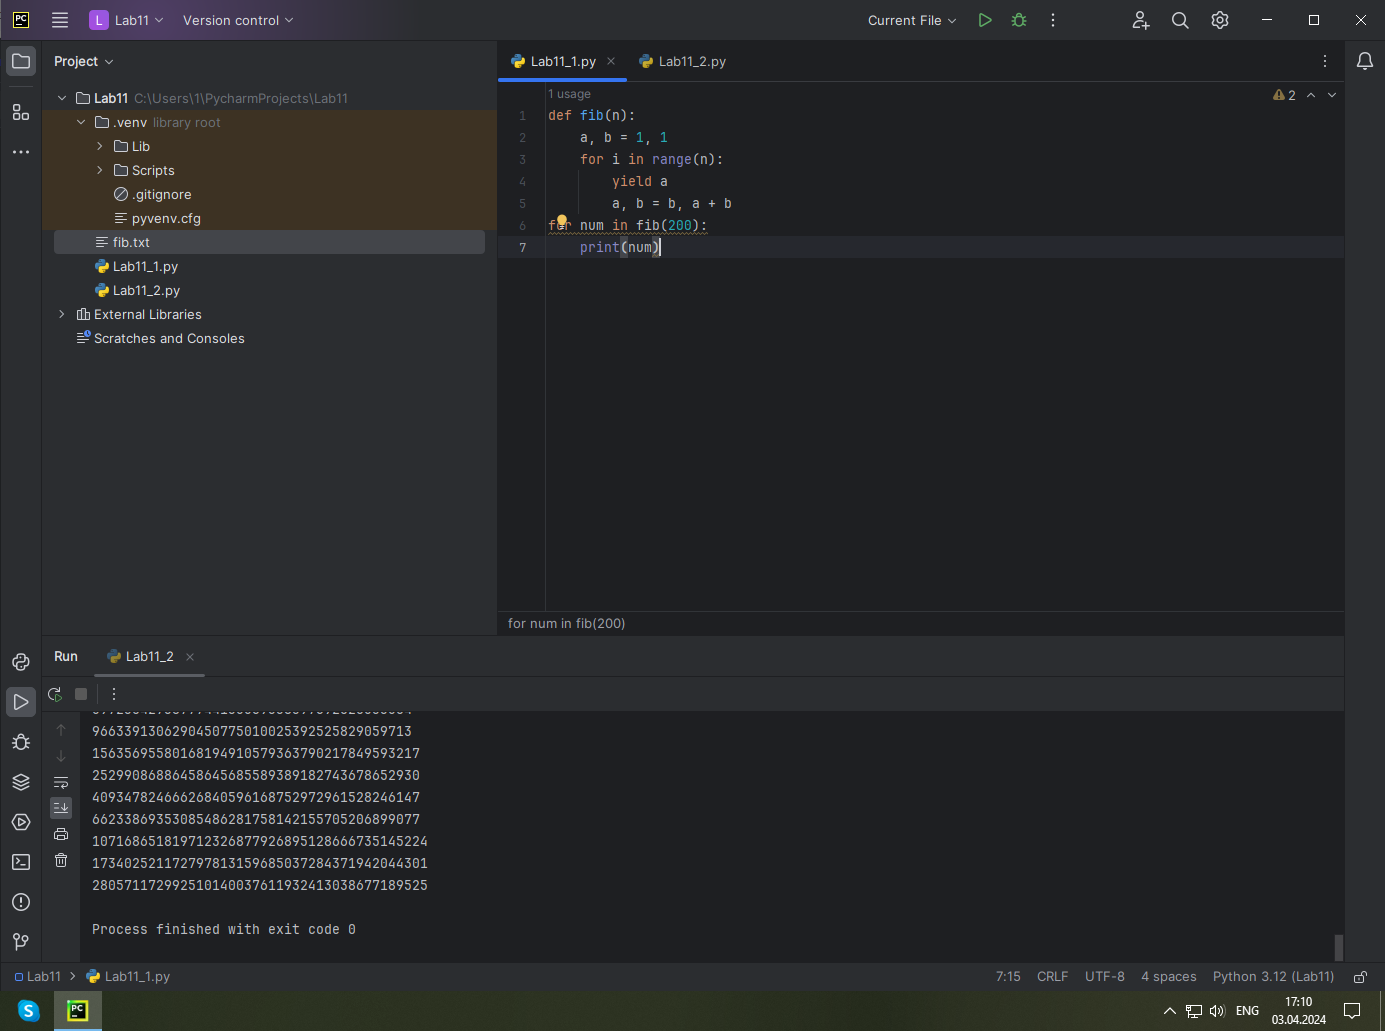 PC L Lab11 Version control Current File
Project Lab11_1.py Lab11_2.py
Lab11 C:\Users\1\PycharmProjects\Lab11
.venv library root
Lib
Scripts
.gitignore
pyvenv.cfg
fib.txt
Lab11_1.py
Lab11_2.py
External Libraries
Scratches and Consoles
1 usage
2
1 def fib(n):
2 a, b = 1, 1
3 for i in range(n):
4 yield a
5 a, b = b, a + b
6 for num in fib(200):
7 print(num)
for num in fib(200)
Run Lab11_2
966339130629045077501002539252582905 9713
1563569558016819491057936379021784959 3217
25299086886458645685589389182743678652930
40934782466626840596168752972961528246147
66233869353085486281758142155705206899077
107168651819712326877926895128666735145224
173402521172797813159685037284371942044301
280571172992510140037611932413038677189525
Process finished with exit code 0
Lab11 Lab11_1.py 7:15 CRLF UTF-8 4 spaces Python 3.12 (Lab11)
S PC ENG 17:10
03.04.2024